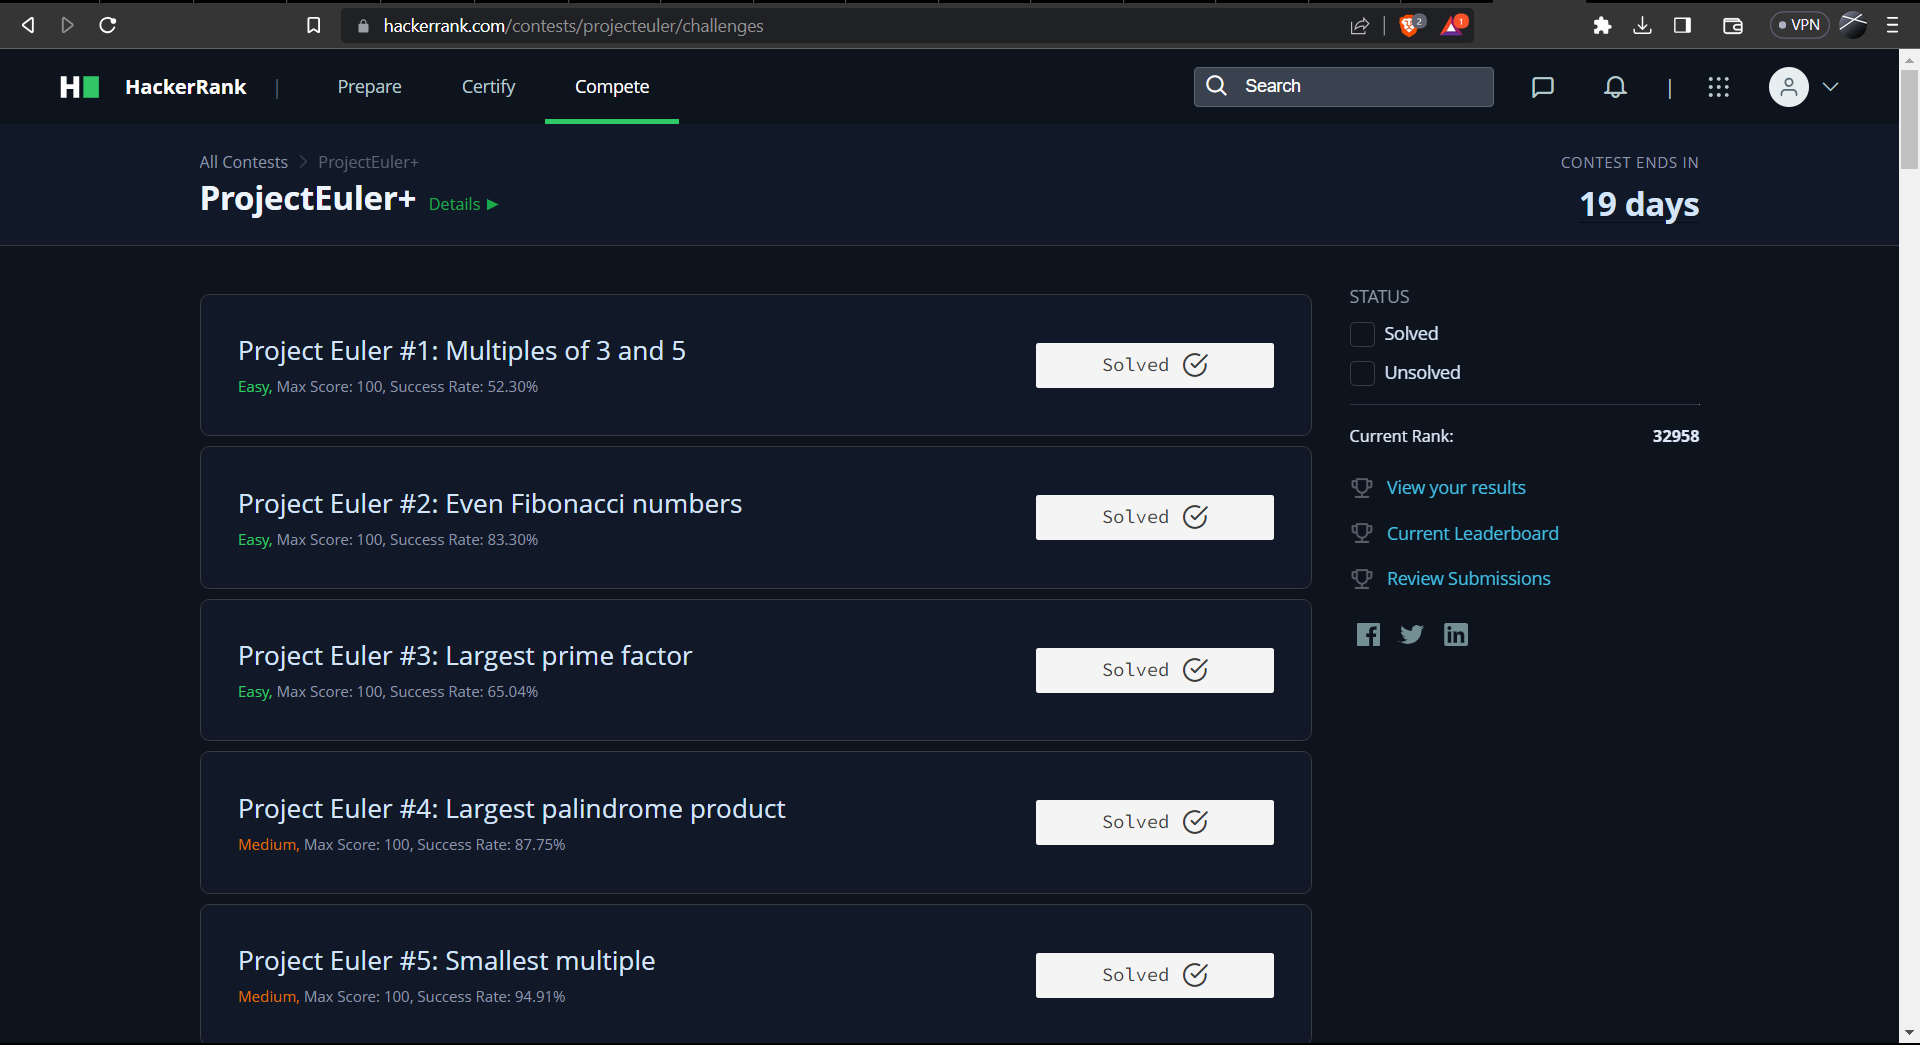 hackerrank.com/contests/projecteuler/challenges
2
1
VPN
H
HackerRank
Prepare
Certify
Compete
Search
All Contests
ProjectEuler+
CONTEST ENDS IN
ProjectEuler+
Details
19 days
Project Euler #1: Multiples of 3 and 5
Easy, Max Score: 100, Success Rate: 52.30%
Solved
Project Euler #2: Even Fibonacci numbers
Easy, Max Score: 100, Success Rate: 83.30%
Solved
Project Euler #3: Largest prime factor
Easy, Max Score: 100, Success Rate: 65.04%
Solved
Project Euler #4: Largest palindrome product
Medium, Max Score: 100, Success Rate: 87.75%
Solved
Project Euler #5: Smallest multiple
Medium, Max Score: 100, Success Rate: 94.91%
Solved
STATUS
Solved
Unsolved
Current Rank: 32958
View your results
Current Leaderboard
Review Submissions